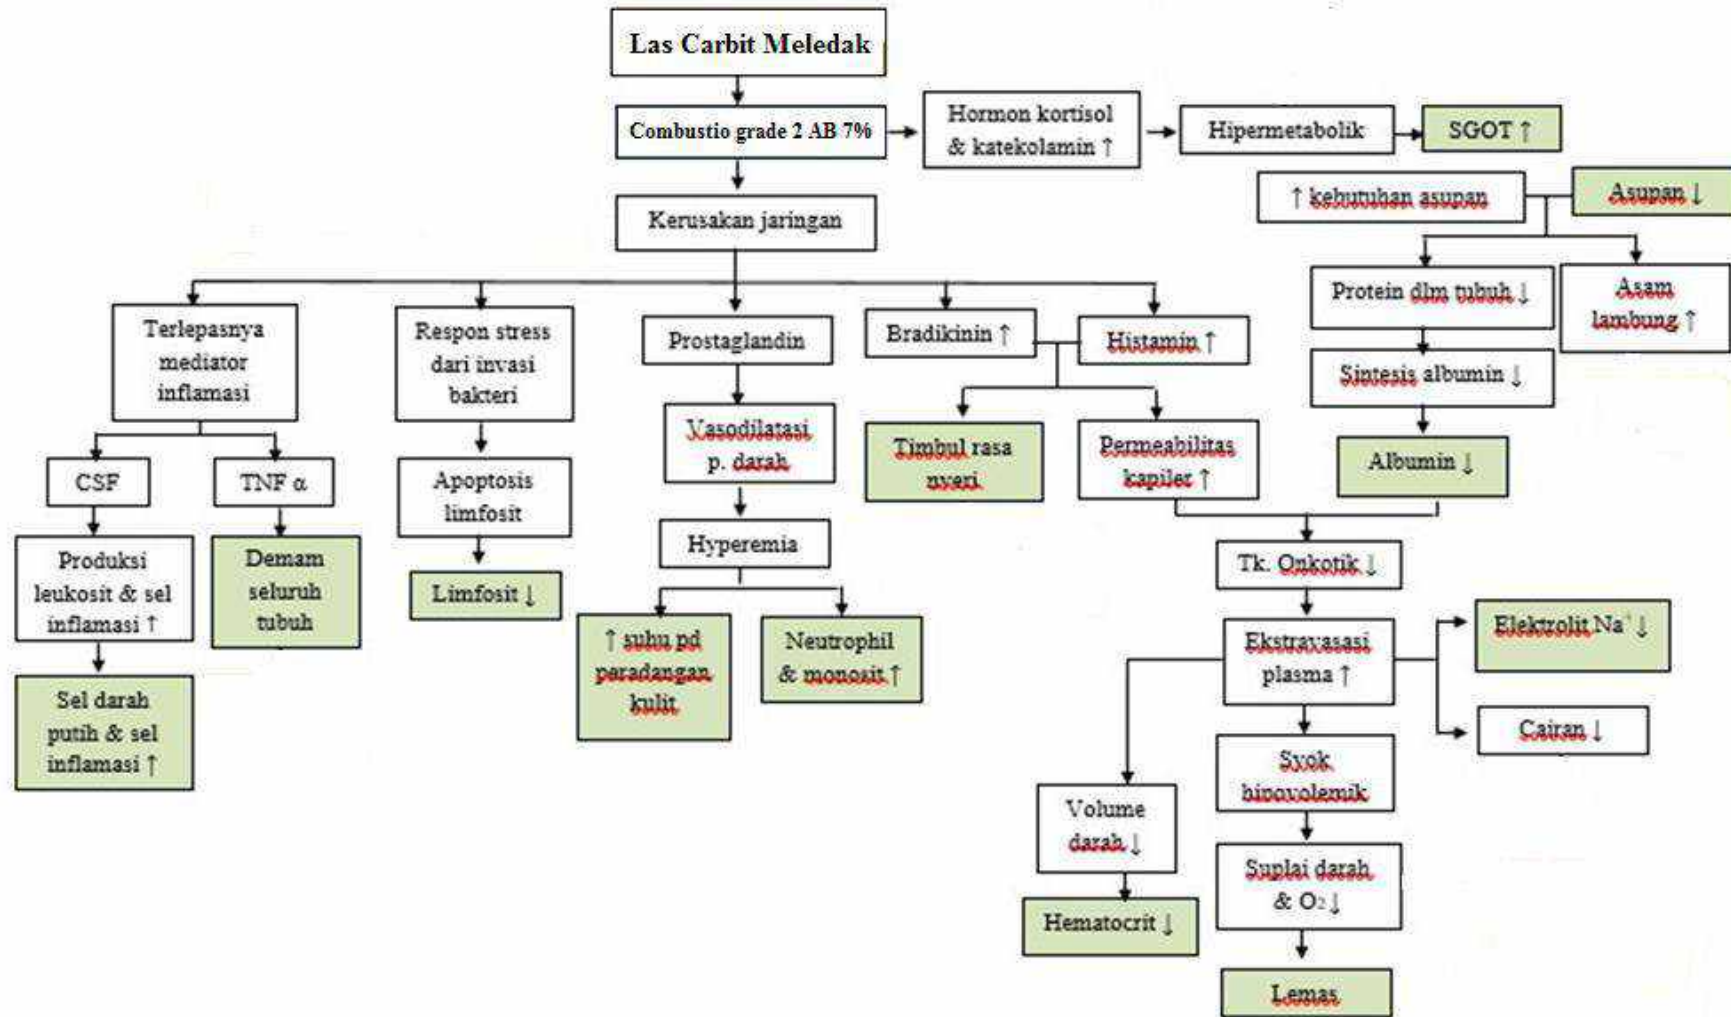 Las Carbit Meledak
Combustio grade 2 AB 7%
Hormon kortisol
& katekolamin ↑
Hipermetabolik
SGOT ↑
↑ kebutuhan asupan
Asupan ↓
Kerusakan jaringan
Protein dlm tubuh ↓
Asam
lambung ↑
Terlepasnya
mediator
inflamasi
Respon stress
dari invasi
bakteri
Prostaglandin
Bradikinin ↑
Histamin ↑
Sintesis albumin ↓
Vasodilatasi
p. darah
Timbul rasa
nyeri
Permeabilitas
kapiler ↑
Albumin ↓
CSF
TNF α
Apoptosis
limfosit
Hyperemia
Produksi
leukosit & sel
inflamasi ↑
Demam
seluruh
tubuh
Limfosit ↓
Tk. Onkotik ↓
↑ suhu pd
peradangan
kulit
Neutrophil
& monosit ↑
Ekstravasasi
plasma ↑
Elektrolit Na⁺ ↓
Sel darah
putih & sel
inflamasi ↑
Cairan ↓
Syok
hipovolemik
Volume
darah ↓
Suplai darah
& O₂ ↓
Hematocrit ↓
Lemas